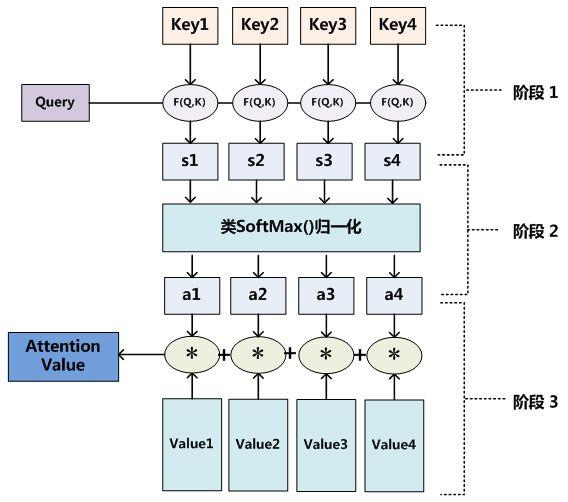 Key1 Key2 Key3 Key4
Query F(Q,K) F(Q,K) F(Q,K) F(Q,K) 阶段 1
s1 s2 s3 s4
类SoftMax()归一化 阶段 2
a1 a2 a3 a4
Attention
Value
* + * + * + *
Value1 Value2 Value3 Value4 阶段 3